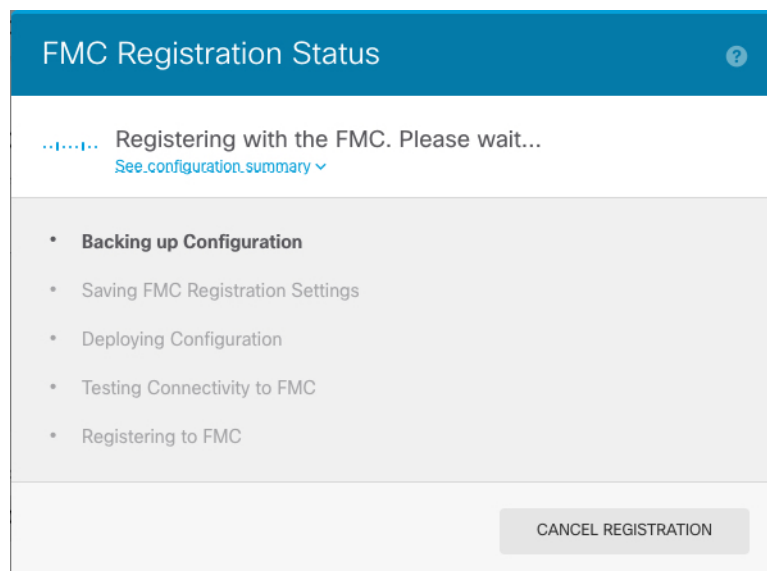 FMC Registration Status
?
Registering with the FMC. Please wait...
See configuration summary
• Backing up Configuration
• Saving FMC Registration Settings
• Deploying Configuration
• Testing Connectivity to FMC
• Registering to FMC
CANCEL REGISTRATION